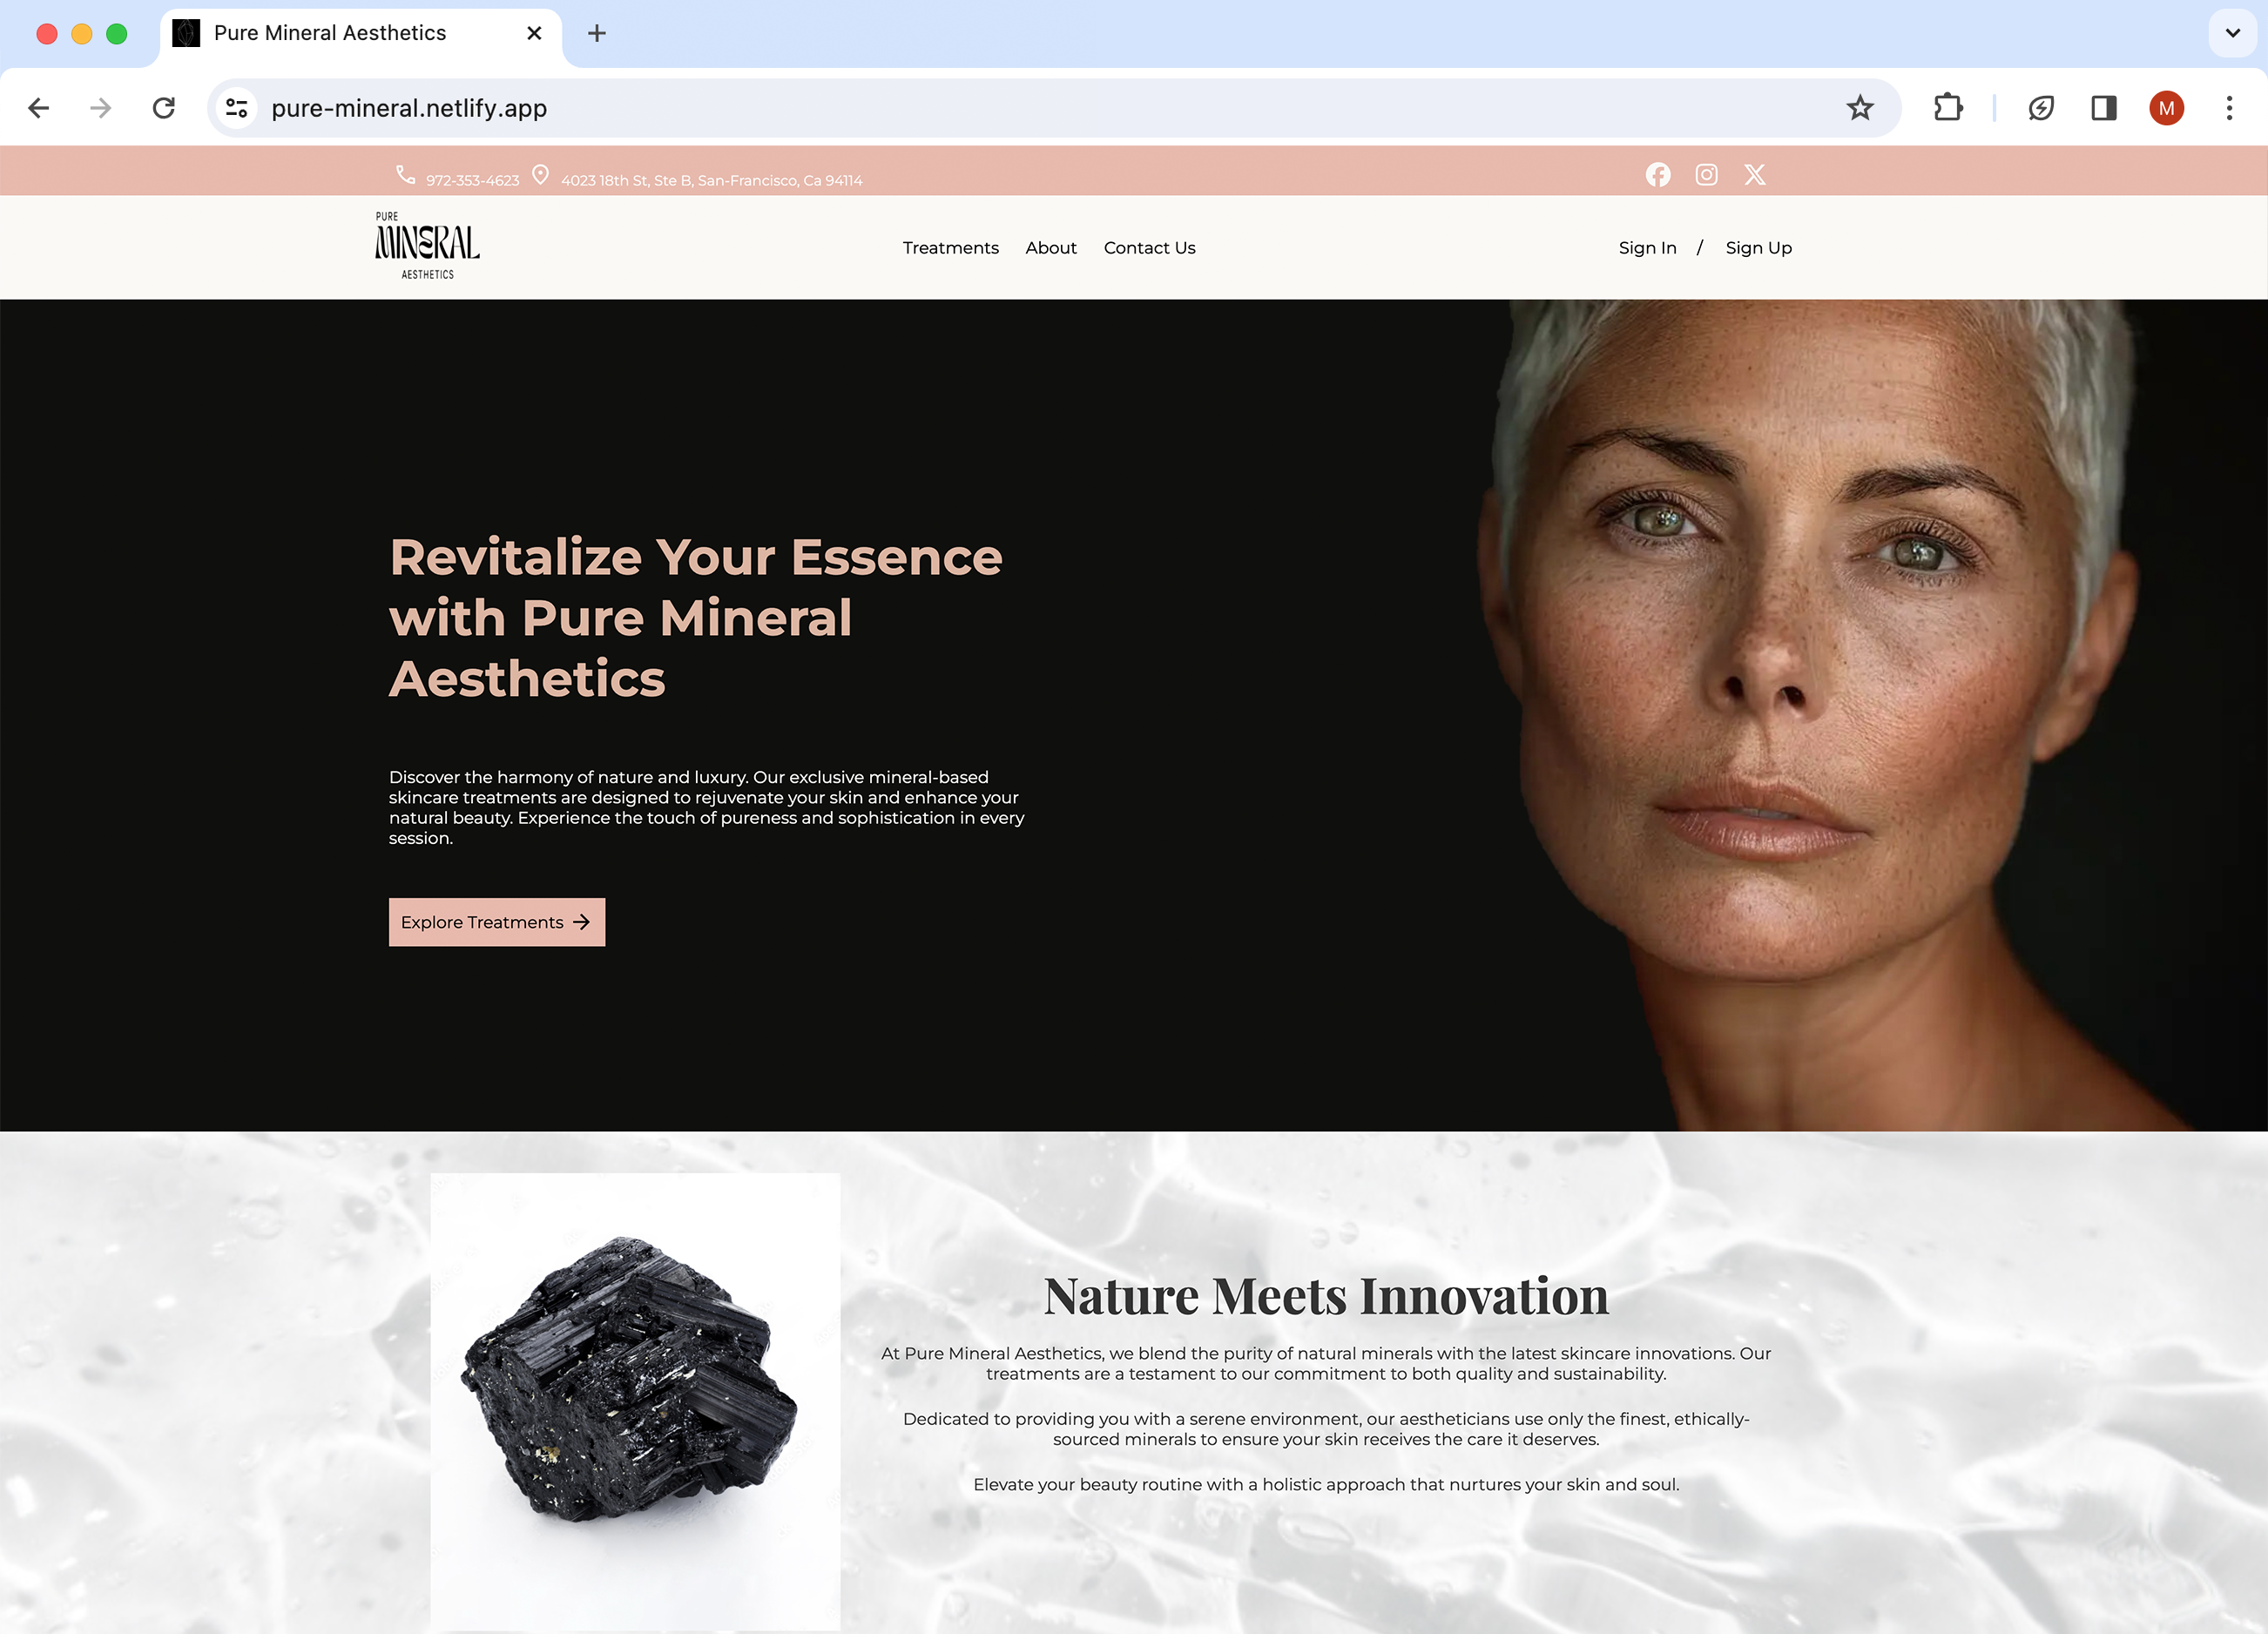 Pure Mineral Aesthetics
pure-mineral.netlify.app
M
972-353-4623
4023 18th St, Ste B, San-Francisco, Ca 94114
PURE
MINERAL
AESTHETICS
Treatments
About
Contact Us
Sign In / Sign Up
Revitalize Your Essence
with Pure Mineral
Aesthetics
Discover the harmony of nature and luxury. Our exclusive mineral-based
skincare treatments are designed to rejuvenate your skin and enhance your
natural beauty. Experience the touch of pureness and sophistication in every
session.
Explore Treatments
Nature Meets Innovation
At Pure Mineral Aesthetics, we blend the purity of natural minerals with the latest skincare innovations. Our
treatments are a testament to our commitment to both quality and sustainability.
Dedicated to providing you with a serene environment, our aestheticians use only the finest, ethically-
sourced minerals to ensure your skin receives the care it deserves.
Elevate your beauty routine with a holistic approach that nurtures your skin and soul.